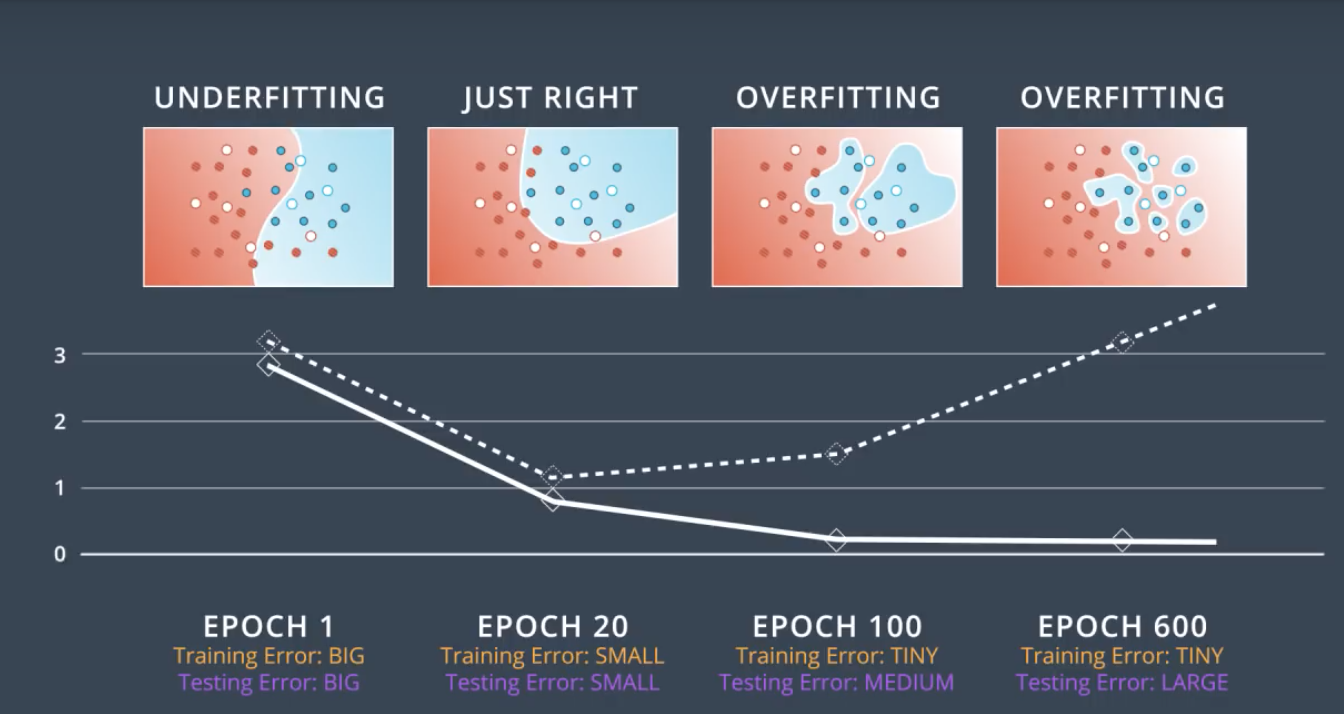 UNDERFITTING
JUST RIGHT
OVERFITTING
OVERFITTING
3
2
1
0
EPOCH 1
Training Error: BIG
Testing Error: BIG
EPOCH 20
Training Error: SMALL
Testing Error: SMALL
EPOCH 100
Training Error: TINY
Testing Error: MEDIUM
EPOCH 600
Training Error: TINY
Testing Error: LARGE